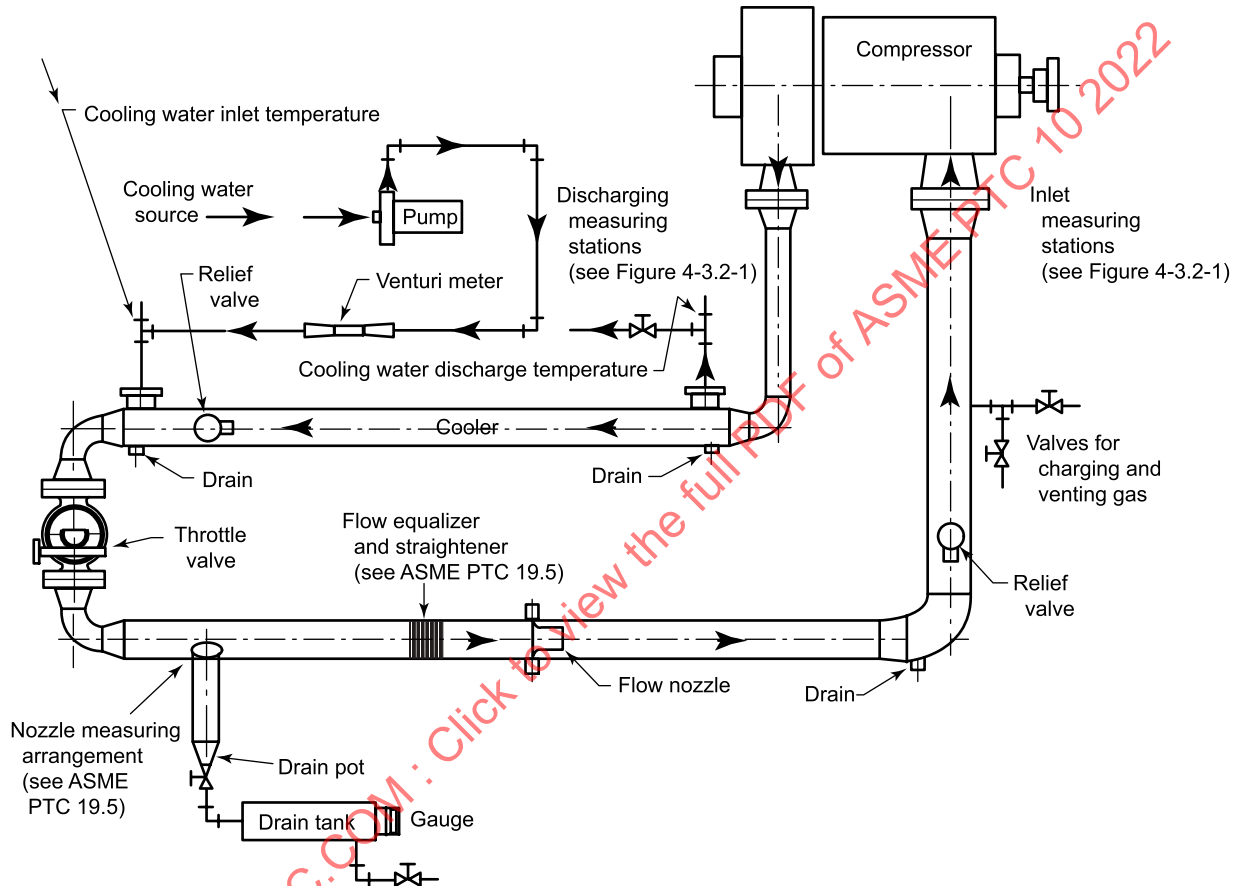 Compressor
Cooling water inlet temperature
Cooling water
source
Pump
Discharging
measuring
stations
(see Figure 4-3.2-1)
Inlet
measuring
stations
(see Figure 4-3.2-1)
Relief
valve
Venturi meter
Cooling water discharge temperature
Cooler
Valves for
charging and
venting gas
Drain
Drain
Throttle
valve
Flow equalizer
and straightener
(see ASME PTC 19.5)
Relief
valve
Flow nozzle
Drain
Nozzle measuring
arrangement
(see ASME
PTC 19.5)
Drain pot
Drain tank
Gauge
C.COM : Click to view the full PDF of ASME PTC 10 2022